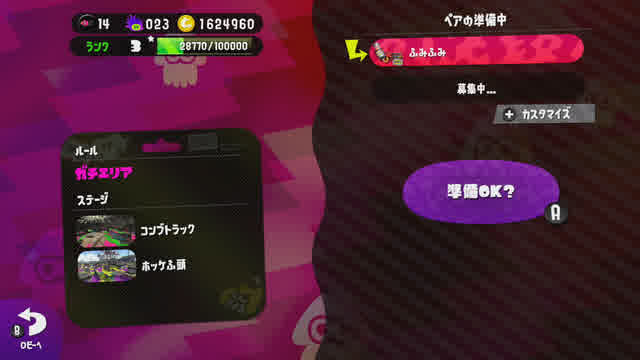 14 023 1624960
ランク 3 28770/100000
ルール
ガチエリア
ステージ
コンブトラック
ホッケふ頭
B
ロビーへ
ペアの準備中
ふみふみ
募集中...
+ カスタマイズ
準備OK?
A